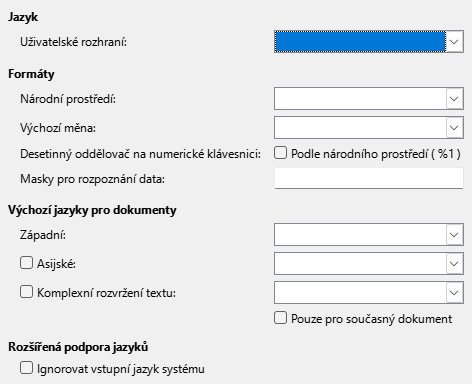 Jazyk
Uživatelské rozhraní:
Formáty
Národní prostředí:
Výchozí měna:
Desetinný oddělovač na numerické klávesnici: Podle národního prostředí ( %1 )
Masky pro rozpoznání data:
Výchozí jazyky pro dokumenty
Západní:
Asijské:
Komplexní rozvržení textu:
Pouze pro současný dokument
Rozšířená podpora jazyků
Ignorovat vstupní jazyk systému